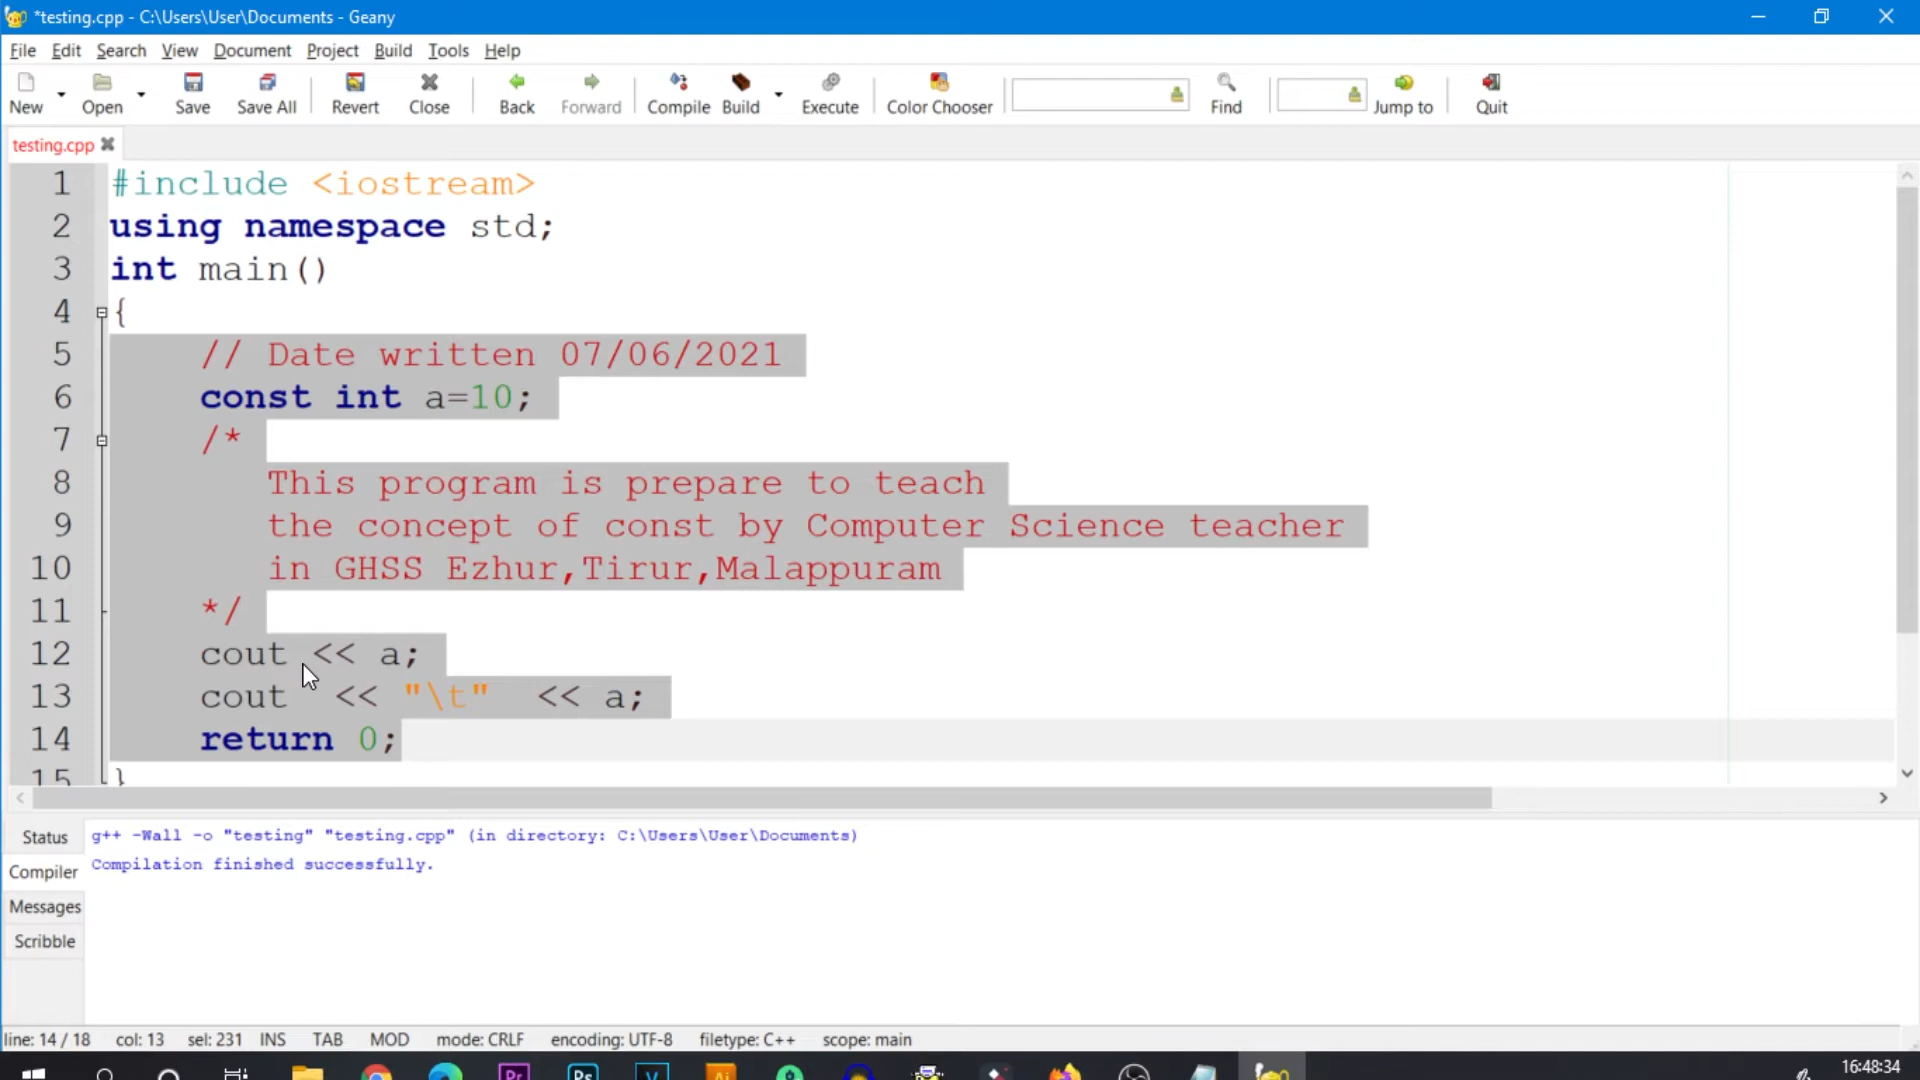 *testing.cpp - C:\Users\User\Documents - Geany
File Edit Search View Document Project Build Tools Help
New Open Save Save All Revert Close Back Forward Compile Build Execute Color Chooser Find Jump to Quit
testing.cpp
1 #include <iostream>
2 using namespace std;
3 int main()
4 {
5 // Date written 07/06/2021
6 const int a=10;
7 /*
8 This program is prepare to teach
9 the concept of const by Computer Science teacher
10 in GHSS Ezhur,Tirur,Malappuram
11 */
12 cout << a;
13 cout << "\t" << a;
14 return 0;
15 }
Status
g++ -Wall -o "testing" "testing.cpp" (in directory: C:\Users\User\Documents)
Compiler
Compilation finished successfully.
Messages
Scribble
line: 14 / 18 col: 13 sel: 231 INS TAB MOD mode: CRLF encoding: UTF-8 filetype: C++ scope: main
Pr Ps V Ai
16:48:34